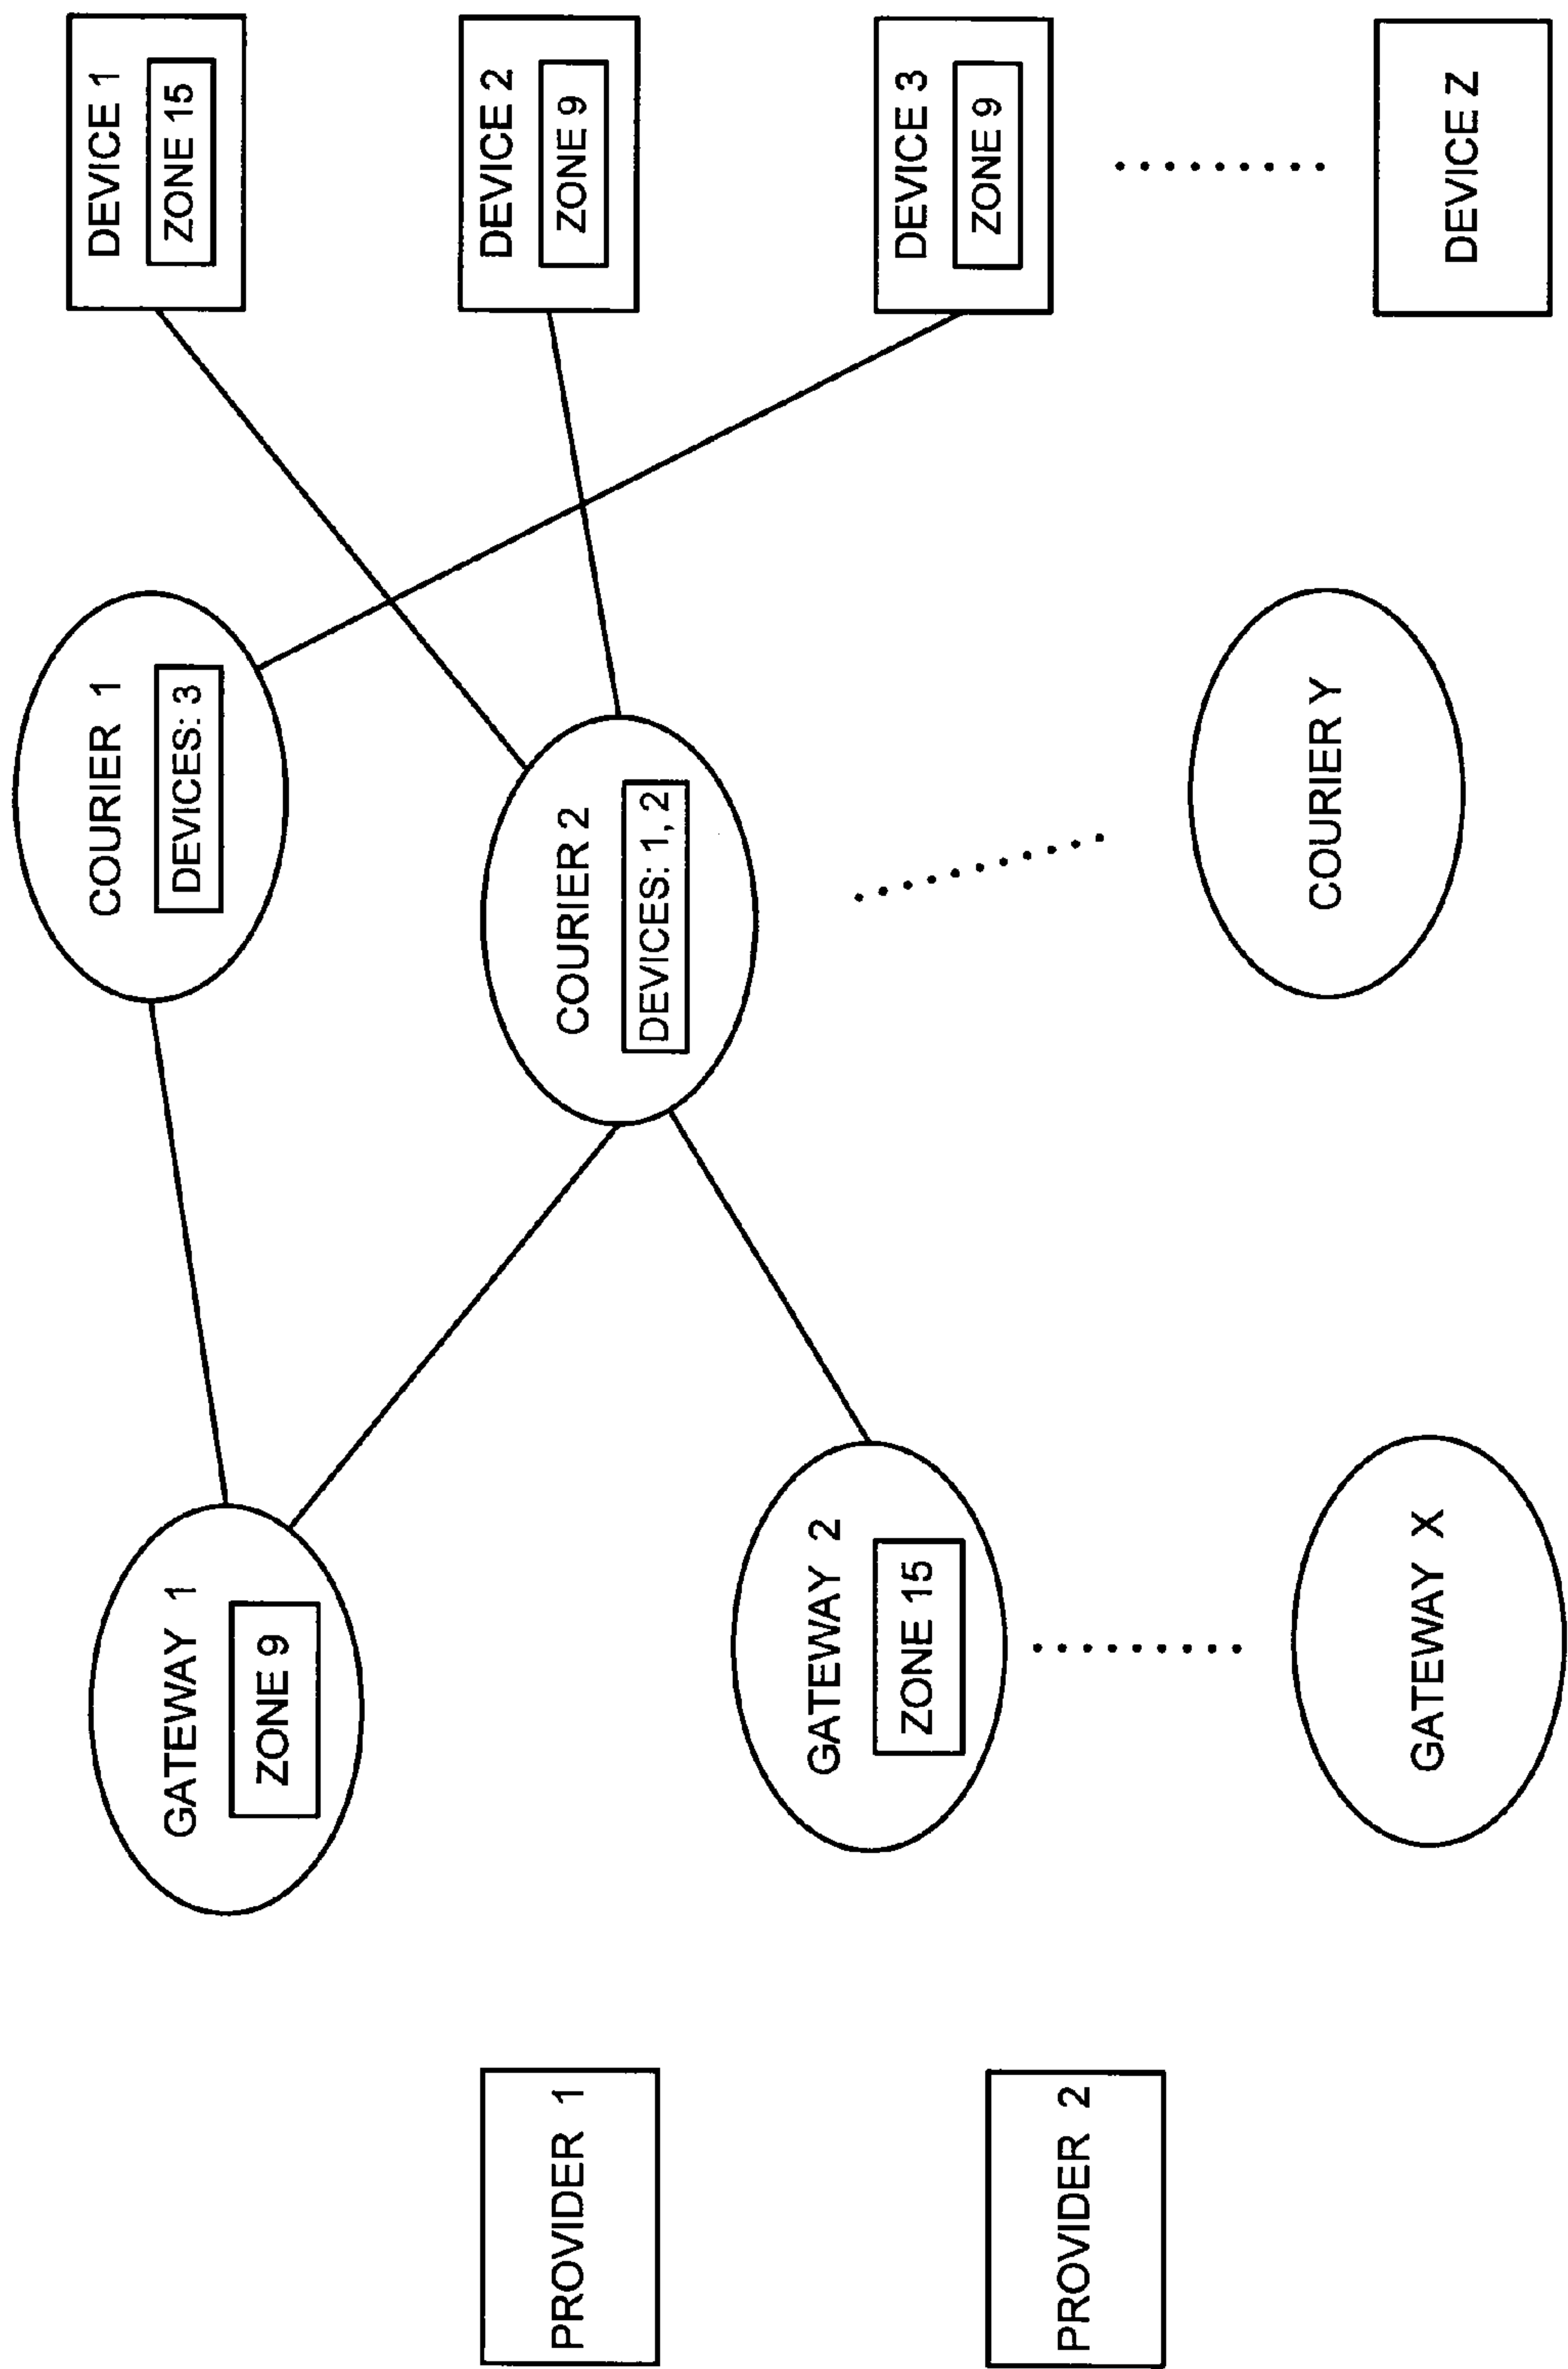 PROVIDER 1
PROVIDER 2
GATEWAY 1
ZONE 9
GATEWAY 2
ZONE 15
GATEWAY X
COURIER 1
DEVICES: 3
COURIER 2
DEVICES: 1, 2
COURIER Y
DEVICE 1
ZONE 15
DEVICE 2
ZONE 9
DEVICE 3
ZONE 9
DEVICE Z